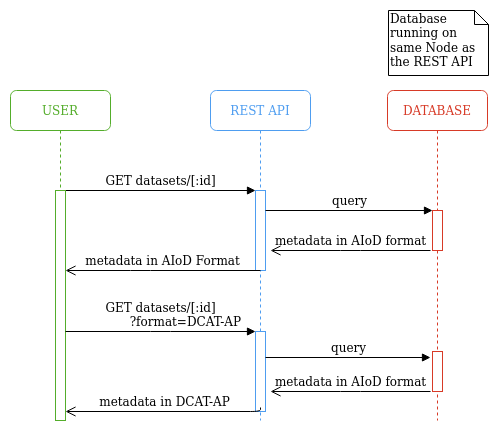 Database
running on
same Node as
the REST API
USER
REST API
DATABASE
GET datasets/[:id]
query
metadata in AIoD format
metadata in AIoD Format
GET datasets/[:id]
?format=DCAT-AP
query
metadata in AIoD format
metadata in DCAT-AP